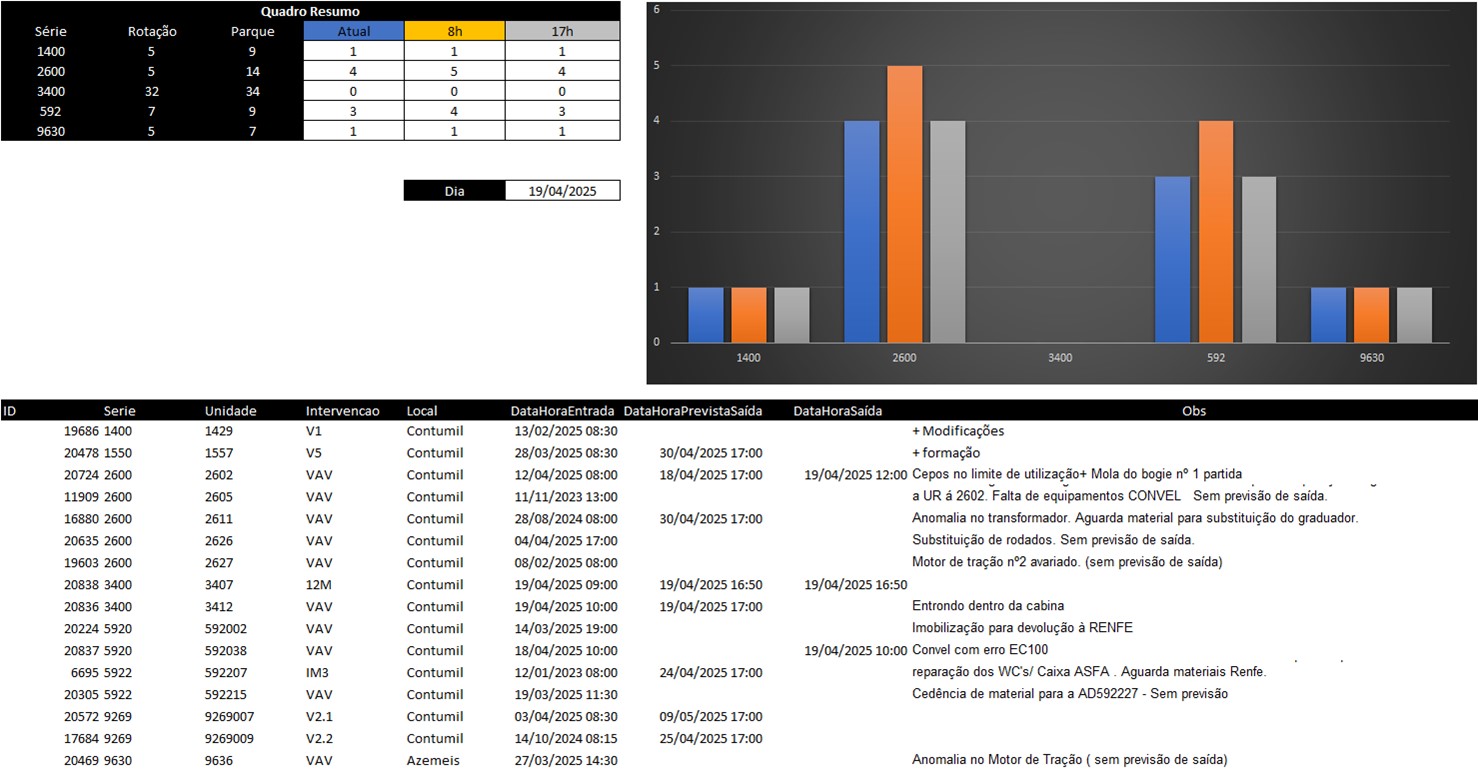 Quadro Resumo
Série Rotação Parque Atual 8h 17h
1400 5 9 1 1 1
2600 5 14 4 5 4
3400 32 34 0 0 0
592 7 9 3 4 3
9630 5 7 1 1 1
Dia 19/04/2025
6
5
4
3
2
1
0
1400 2600 3400 592 9630
ID Serie Unidade Intervencao Local DataHoraEntrada DataHoraPrevistaSaída DataHoraSaída Obs
19686 1400 1429 V1 Contumil 13/02/2025 08:30 + Modificações
20478 1550 1557 V5 Contumil 28/03/2025 08:30 30/04/2025 17:00 + formação
20724 2600 2602 VAV Contumil 12/04/2025 08:00 18/04/2025 17:00 19/04/2025 12:00 Cepos no limite de utilização+ Mola do bogie nº 1 partida
11909 2600 2605 VAV Contumil 11/11/2023 13:00 a UR á 2602. Falta de equipamentos CONVEL Sem previsão de saída.
16880 2600 2611 VAV Contumil 28/08/2024 08:00 30/04/2025 17:00 Anomalia no transformador. Aguarda material para substituição do graduador.
20635 2600 2626 VAV Contumil 04/04/2025 17:00 Substituição de rodados. Sem previsão de saída.
19603 2600 2627 VAV Contumil 08/02/2025 08:00 Motor de tração nº2 avariado. (sem previsão de saída)
20838 3400 3407 12M Contumil 19/04/2025 09:00 19/04/2025 16:50 19/04/2025 16:50
20836 3400 3412 VAV Contumil 19/04/2025 10:00 19/04/2025 17:00 Entrondo dentro da cabina
20224 5920 592002 VAV Contumil 14/03/2025 19:00 Imobilização para devolução à RENFE
20837 5920 592038 VAV Contumil 18/04/2025 10:00 19/04/2025 10:00 Convel com erro EC100
6695 5922 592207 IM3 Contumil 12/01/2023 08:00 24/04/2025 17:00 reparação dos WC's/ Caixa ASFA . Aguarda materiais Renfe.
20305 5922 592215 VAV Contumil 19/03/2025 11:30 Cedência de material para a AD592227 - Sem previsão
20572 9269 9269007 V2.1 Contumil 03/04/2025 08:30 09/05/2025 17:00
17684 9269 9269009 V2.2 Contumil 14/10/2024 08:15 25/04/2025 17:00
20469 9630 9636 VAV Azemeis 27/03/2025 14:30 Anomalia no Motor de Tração ( sem previsão de saída)